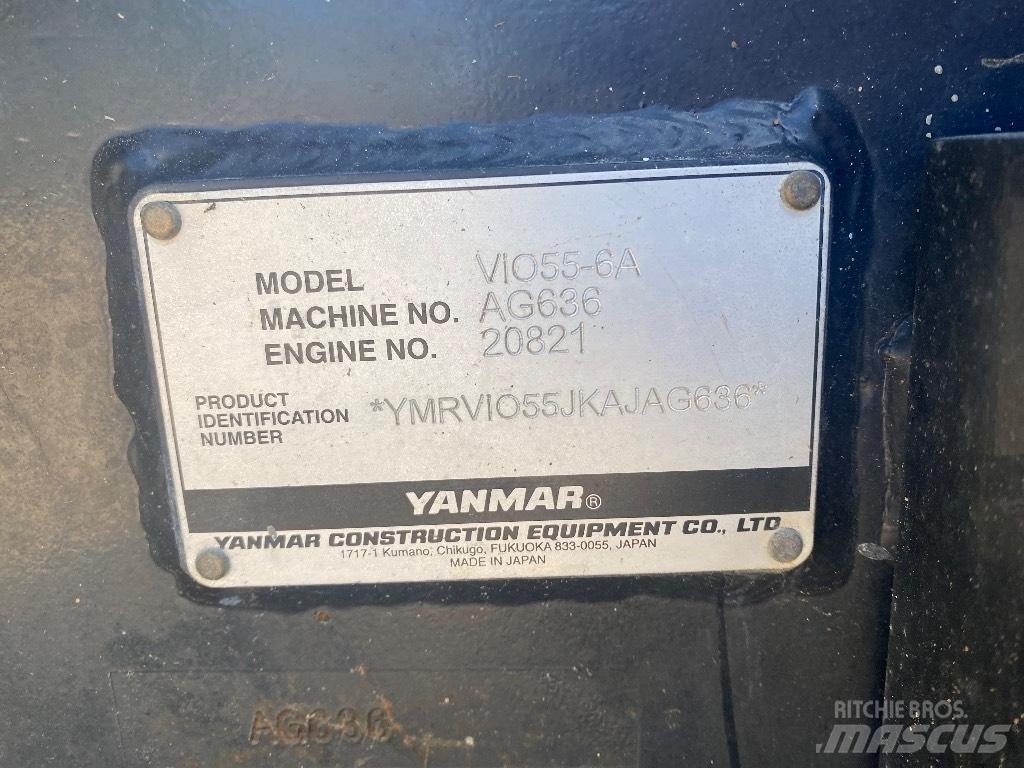 MODEL VIO55-6A
MACHINE NO. AG636
ENGINE NO. 20821
PRODUCT
IDENTIFICATION *YMRVIO55JKAJAG636*
NUMBER
YANMAR®
YANMAR CONSTRUCTION EQUIPMENT CO., LTD
1717-1 Kumano, Chikugo, FUKUOKA 833-0055, JAPAN
MADE IN JAPAN
AG636
RITCHIE BROS.
MASCUS